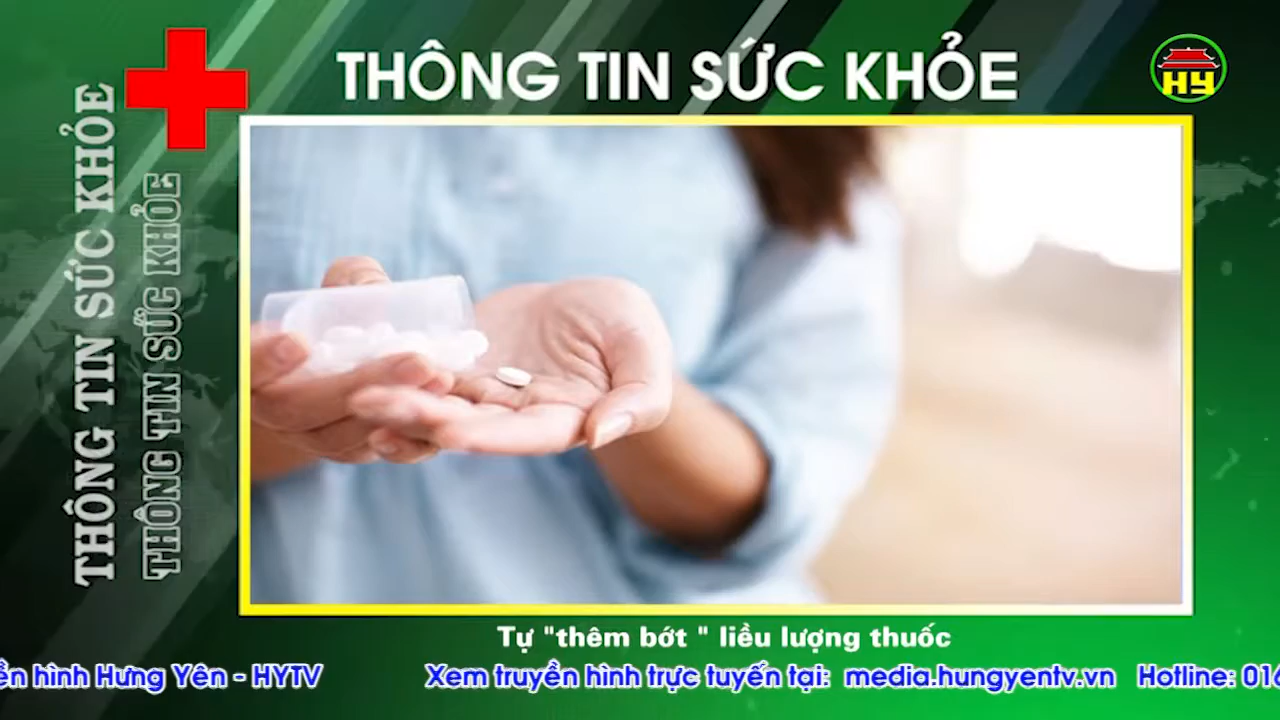 THÔNG TIN SỨC KHỎE
HY
THÔNG TIN SỨC KHỎE
THÔNG TIN SỨC KHỎE
Tự "thêm bớt " liều lượng thuốc
hình Hưng Yên - HYTV Xem truyền hình trực tuyến tại: media.hungyentv.vn Hotline: